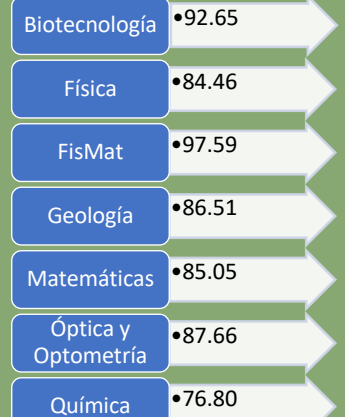 Biotecnología
•92.65
Física
•84.46
FisMat
•97.59
Geología
•86.51
Matemáticas
•85.05
Óptica y
Optometría
•87.66
Química
•76.80